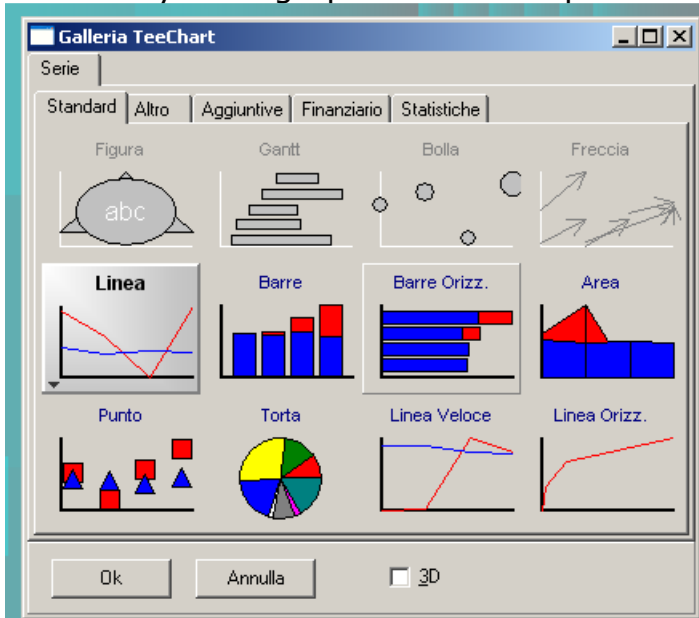 Galleria TeeChart
Serie
Standard Altro Aggiuntive Finanziario Statistiche
Figura Gantt Bolla Freccia
abc
Linea Barre Barre Orizz. Area
Punto Torta Linea Veloce Linea Orizz.
Ok Annulla 3D